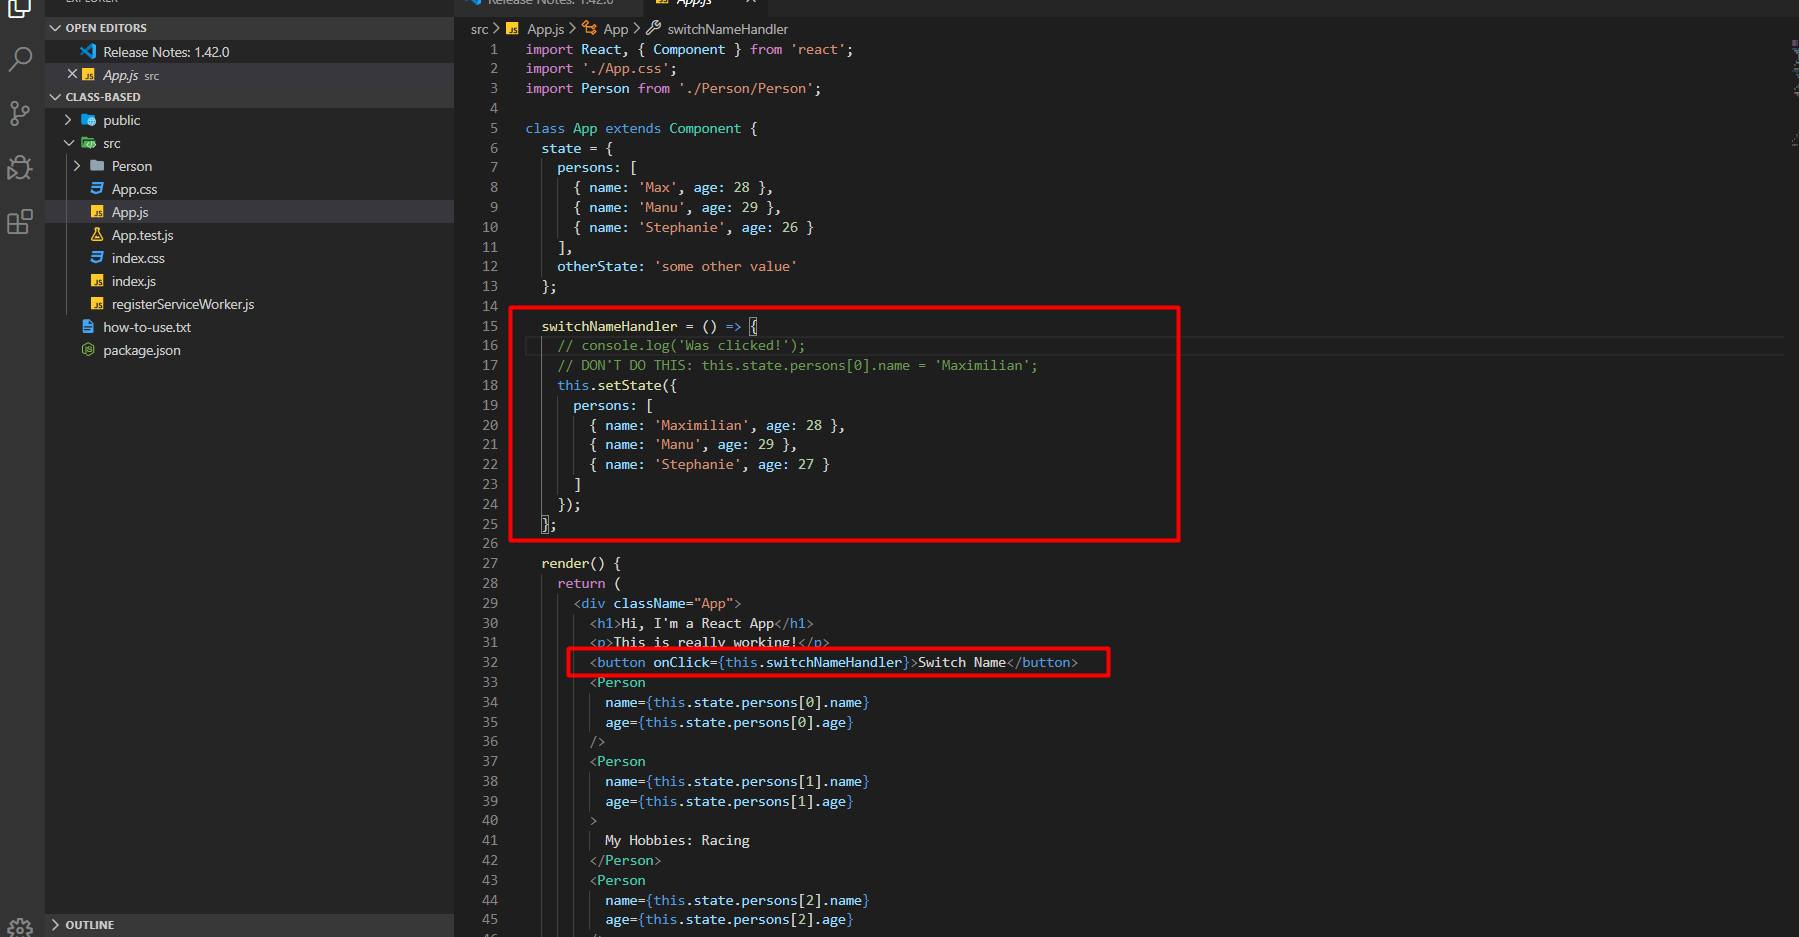 EXPLORER
OPEN EDITORS
Release Notes: 1.42.0
App.js src
CLASS-BASED
public
src
Person
App.css
App.js
App.test.js
index.css
index.js
registerServiceWorker.js
how-to-use.txt
package.json
OUTLINE
Release Notes: 1.42.0
App.js
src > App.js > App > switchNameHandler
1 import React, { Component } from 'react';
2 import './App.css';
3 import Person from './Person/Person';
4
5 class App extends Component {
6 state = {
7 persons: [
8 { name: 'Max', age: 28 },
9 { name: 'Manu', age: 29 },
10 { name: 'Stephanie', age: 26 }
11 ],
12 otherState: 'some other value'
13 };
14
15 switchNameHandler = () => {
16 // console.log('Was clicked!');
17 // DON'T DO THIS: this.state.persons[0].name = 'Maximilian';
18 this.setState({
19 persons: [
20 { name: 'Maximilian', age: 28 },
21 { name: 'Manu', age: 29 },
22 { name: 'Stephanie', age: 27 }
23 ]
24 });
25 };
26
27 render() {
28 return (
29 <div className="App">
30 <h1>Hi, I'm a React App</h1>
31 <p>This is really working!</p>
32 <button onClick={this.switchNameHandler}>Switch Name</button>
33 <Person
34 name={this.state.persons[0].name}
35 age={this.state.persons[0].age}
36 />
37 <Person
38 name={this.state.persons[1].name}
39 age={this.state.persons[1].age}
40 >
41 My Hobbies: Racing
42 </Person>
43 <Person
44 name={this.state.persons[2].name}
45 age={this.state.persons[2].age}